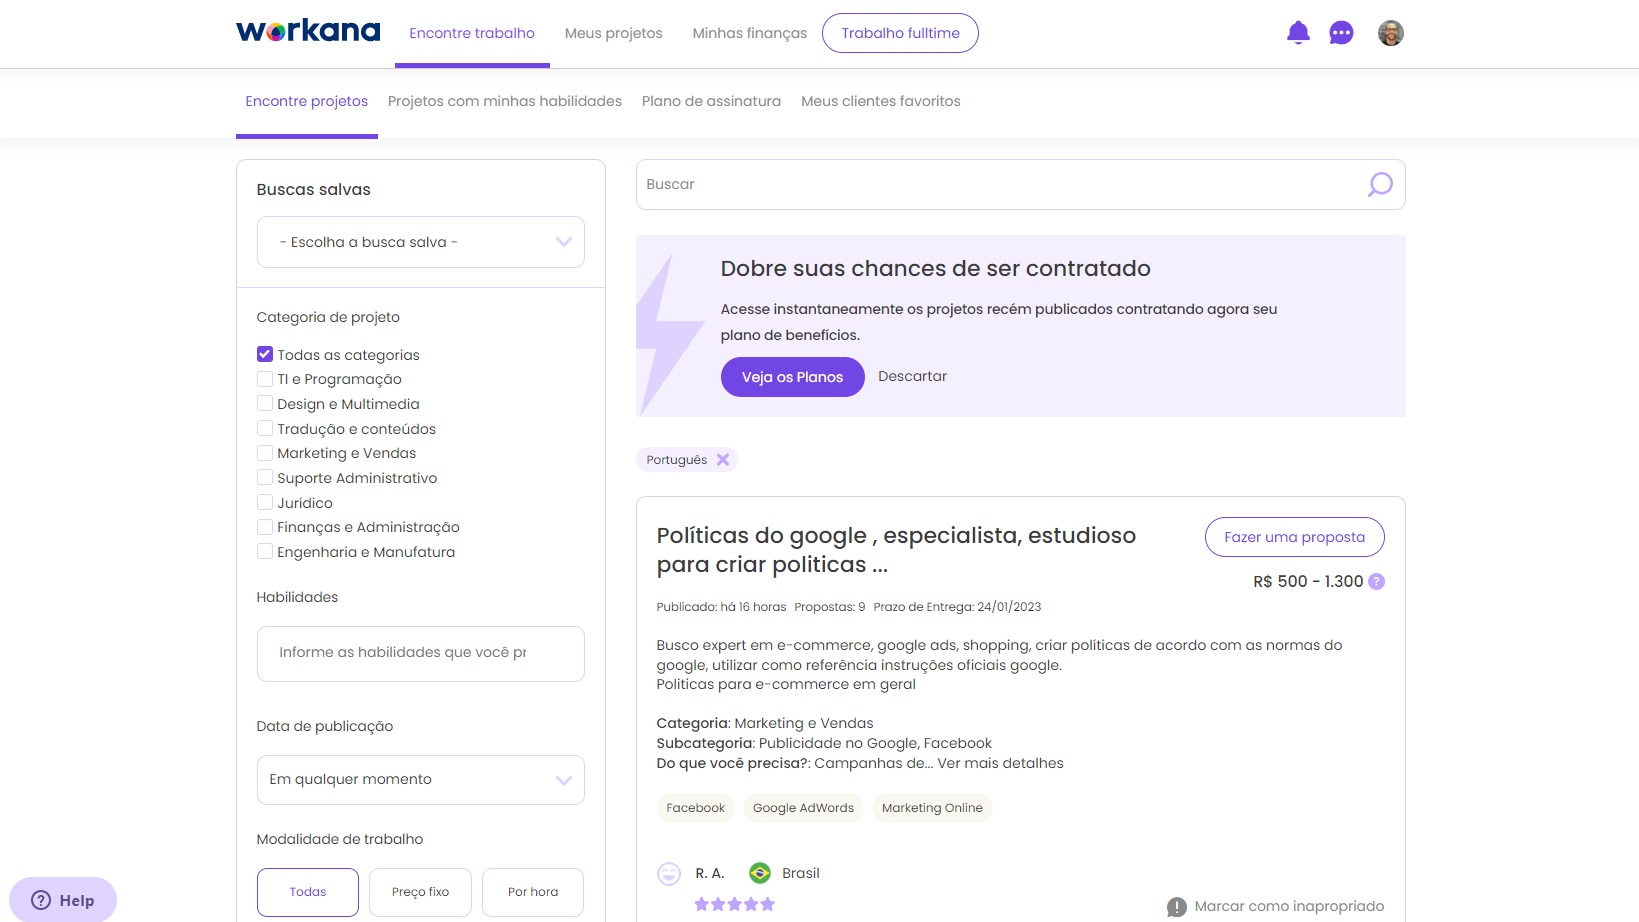 workana
Encontre trabalho
Meus projetos
Minhas finanças
Trabalho fulltime
Encontre projetos
Projetos com minhas habilidades
Plano de assinatura
Meus clientes favoritos
Buscas salvas
- Escolha a busca salva -
Categoria de projeto
Todas as categorias
TI e Programação
Design e Multimedia
Tradução e conteúdos
Marketing e Vendas
Suporte Administrativo
Jurídico
Finanças e Administração
Engenharia e Manufatura
Habilidades
Informe as habilidades que você pr
Data de publicação
Em qualquer momento
Modalidade de trabalho
Todas
Preço fixo
Por hora
Buscar
Dobre suas chances de ser contratado
Acesse instantaneamente os projetos recém publicados contratando agora seu
plano de benefícios.
Veja os Planos
Descartar
Português
Políticas do google , especialista, estudioso
para criar politicas ...
Fazer uma proposta
R$ 500 - 1.300 ?
Publicado: há 16 horas Propostas: 9 Prazo de Entrega: 24/01/2023
Busco expert em e-commerce, google ads, shopping, criar políticas de acordo com as normas do
google, utilizar como referência instruções oficiais google.
Politicas para e-commerce em geral
Categoria: Marketing e Vendas
Subcategoria: Publicidade no Google, Facebook
Do que você precisa?: Campanhas de... Ver mais detalhes
Facebook
Google AdWords
Marketing Online
R. A.
Brasil
! Marcar como inapropriado
? Help